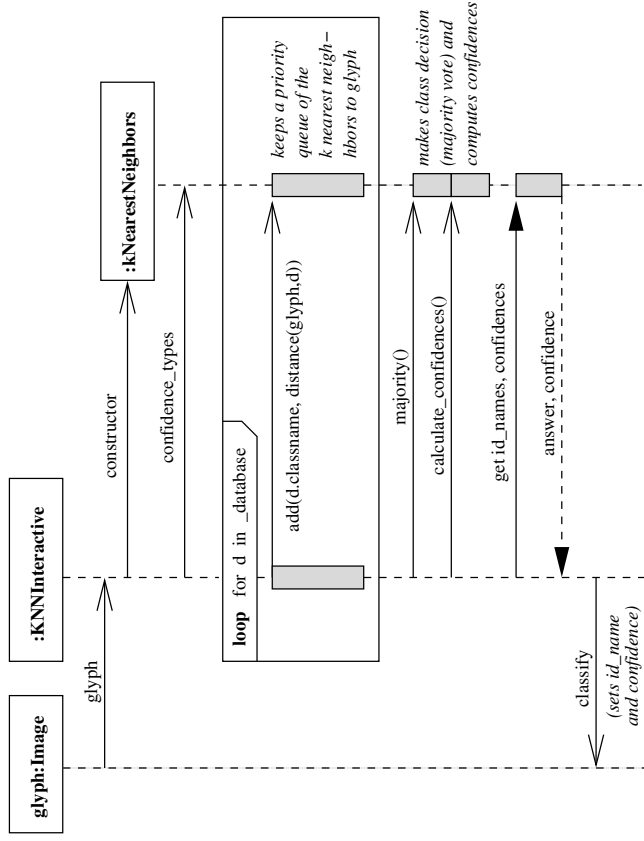 glyph:Image
:KNNInteractive
:kNearestNeighbors
glyph
constructor
confidence_types
loop for d in _database
add(d.classname, distance(glyph,d))
keeps a priority
queue of the
k nearest neigh–
hbors to glyph
majority()
makes class decision
(majority vote) and
computes confidences
calculate_confidences()
get id_names, confidences
answer, confidence
classify
(sets id_name
and confidence)